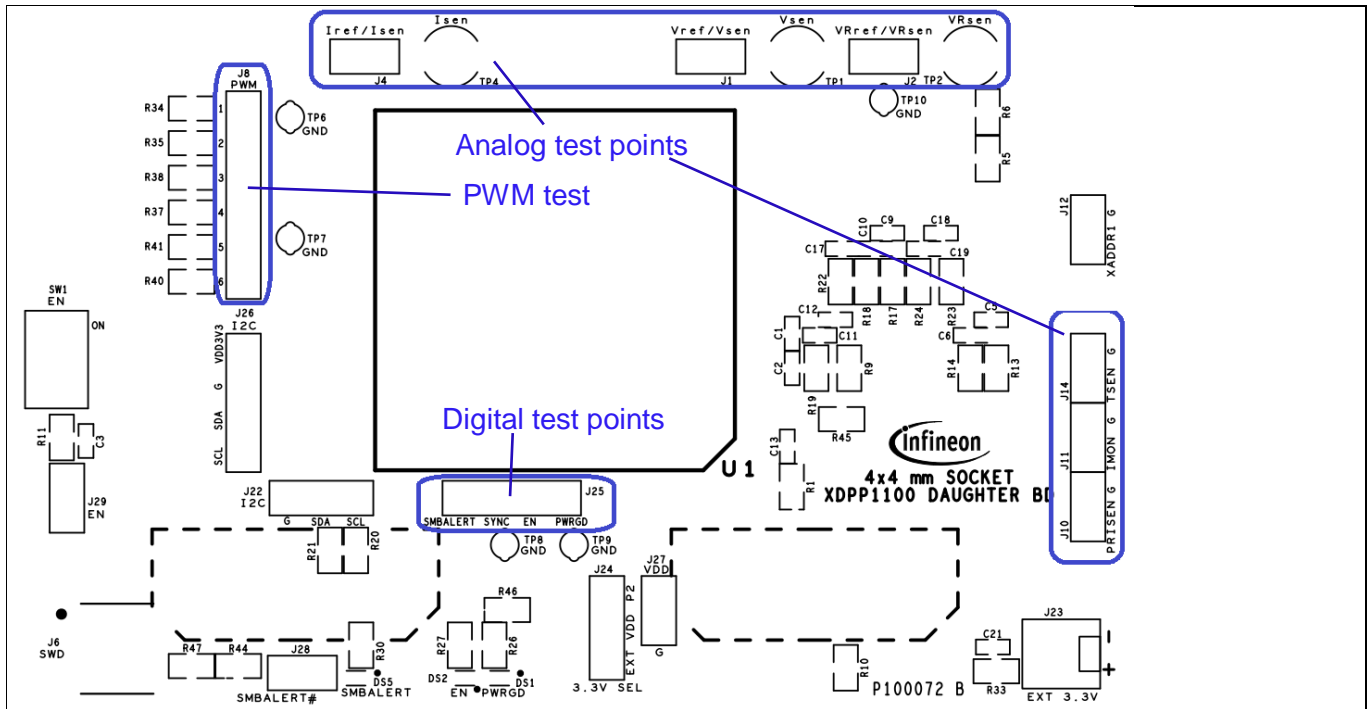 Iref/Isen
Isen
Vref/Vsen
Vsen
VRref/VRsen
VRsen
J4
TP4
J1
TP1
J2
TP2
J8
PWM
TP10
GND
R34
1
TP6
GND
R6
R35
2
Analog test points
R5
R38
3
PWM test
R37
4
J12
XADDR1 G
R41
5
TP7
GND
C10
C9
C18
C17
C19
R40
6
R22
R18
R17
R24
R23
SW1
EN
ON
J26
I2C
VDD3V3
G
SDA
SCL
C12
C5
C1
C11
C6
C2
R9
R14
R13
J14
TSEN G
R19
Digital test points
R45
R11
C3
infineon
C13
J11
IMON G
U1
4x4 mm SOCKET
XDPP1100 DAUGHTER BD
J29
EN
J22
I2C
J25
R1
G
SDA
SCL
SMBALERT
SYNC
EN
PWRGD
J10
PRISEN G
R21
R20
TP8
GND
TP9
GND
J24
J27
VDD
EXT VDD P2
G
R46
J6
SWD
J23
R47
R44
J28
R30
R27
R26
C21
R10
R33
DS5
SMBALERT
DS2
EN
DS1
PWRGD
SMBALERT#
3.3V SEL
P100072 B
-
+
EXT 3.3V